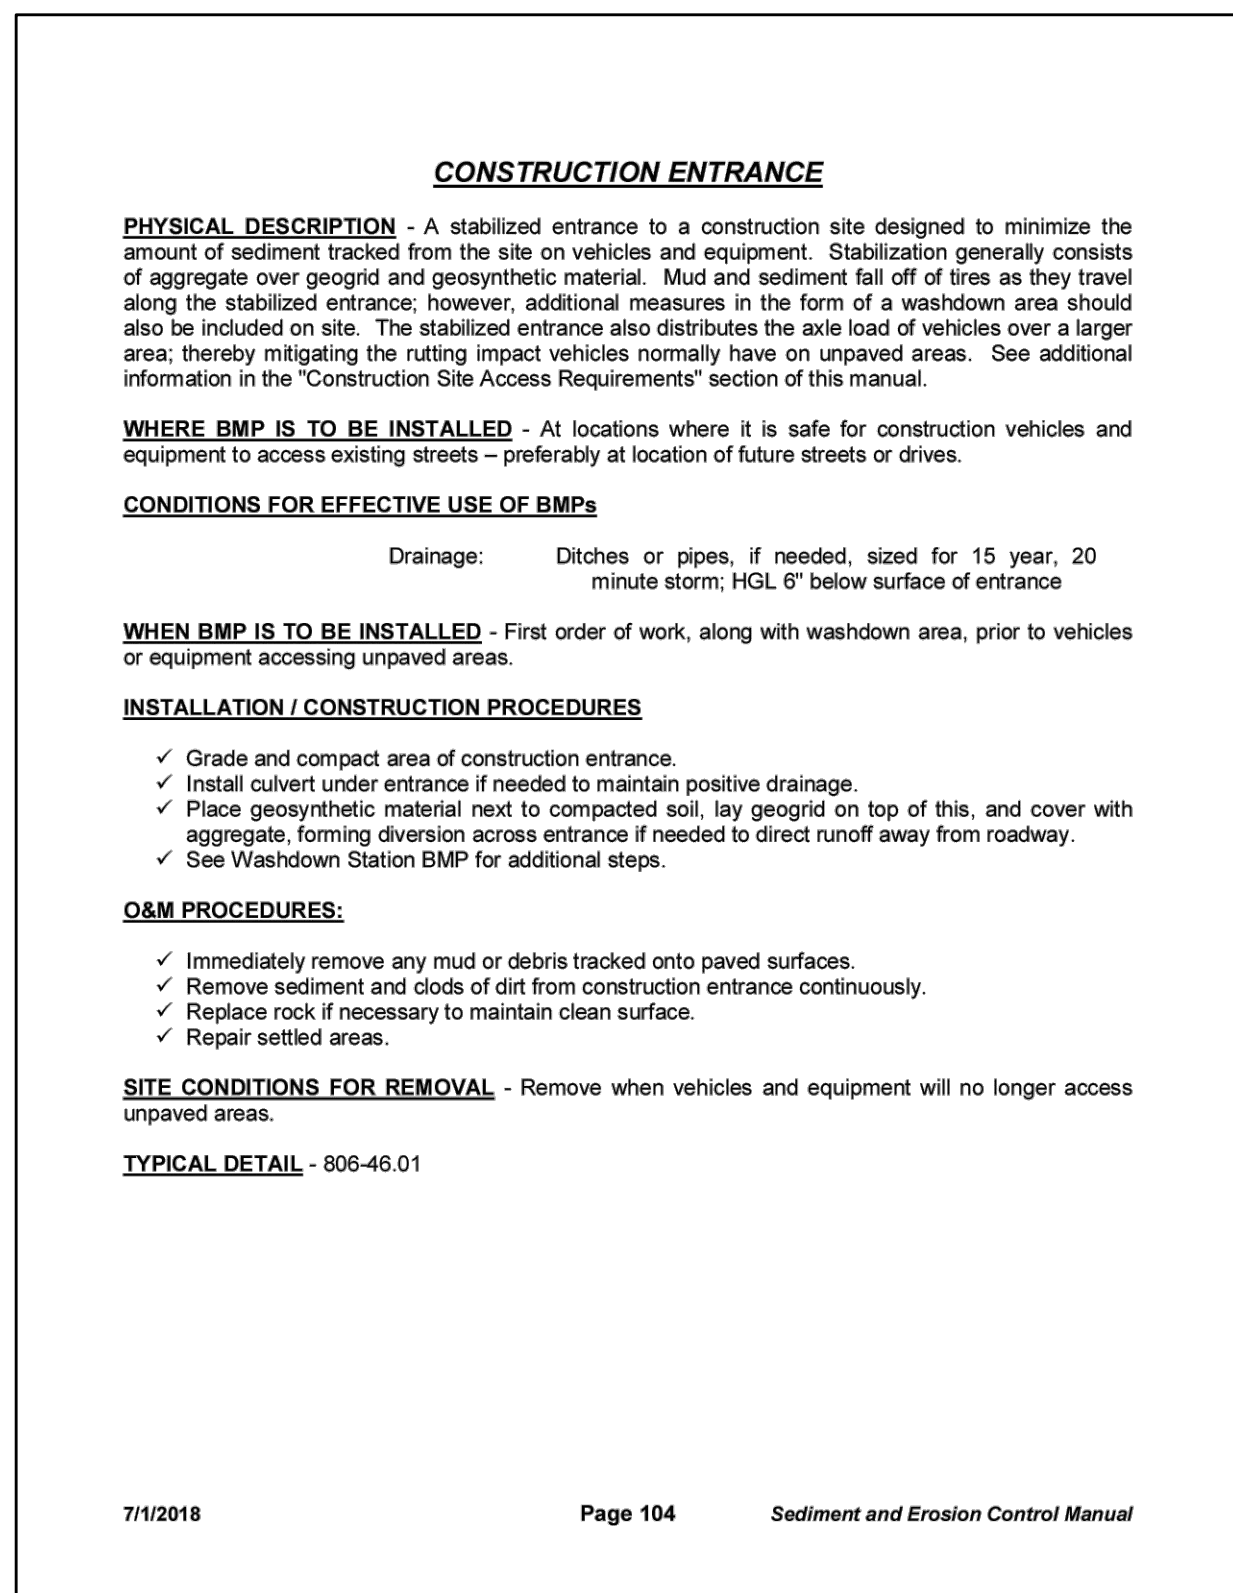 CONSTRUCTION ENTRANCE
PHYSICAL DESCRIPTION - A stabilized entrance to a construction site designed to minimize the
amount of sediment tracked from the site on vehicles and equipment. Stabilization generally consists
of aggregate over geogrid and geosynthetic material. Mud and sediment fall off of tires as they travel
along the stabilized entrance; however, additional measures in the form of a washdown area should
also be included on site. The stabilized entrance also distributes the axle load of vehicles over a larger
area; thereby mitigating the rutting impact vehicles normally have on unpaved areas. See additional
information in the "Construction Site Access Requirements" section of this manual.
WHERE BMP IS TO BE INSTALLED - At locations where it is safe for construction vehicles and
equipment to access existing streets – preferably at location of future streets or drives.
CONDITIONS FOR EFFECTIVE USE OF BMPs
Drainage: Ditches or pipes, if needed, sized for 15 year, 20
minute storm; HGL 6" below surface of entrance
WHEN BMP IS TO BE INSTALLED - First order of work, along with washdown area, prior to vehicles
or equipment accessing unpaved areas.
INSTALLATION / CONSTRUCTION PROCEDURES
✓ Grade and compact area of construction entrance.
✓ Install culvert under entrance if needed to maintain positive drainage.
✓ Place geosynthetic material next to compacted soil, lay geogrid on top of this, and cover with
aggregate, forming diversion across entrance if needed to direct runoff away from roadway.
✓ See Washdown Station BMP for additional steps.
O&M PROCEDURES:
✓ Immediately remove any mud or debris tracked onto paved surfaces.
✓ Remove sediment and clods of dirt from construction entrance continuously.
✓ Replace rock if necessary to maintain clean surface.
✓ Repair settled areas.
SITE CONDITIONS FOR REMOVAL - Remove when vehicles and equipment will no longer access
unpaved areas.
TYPICAL DETAIL - 806-46.01
7/1/2018 Page 104 Sediment and Erosion Control Manual